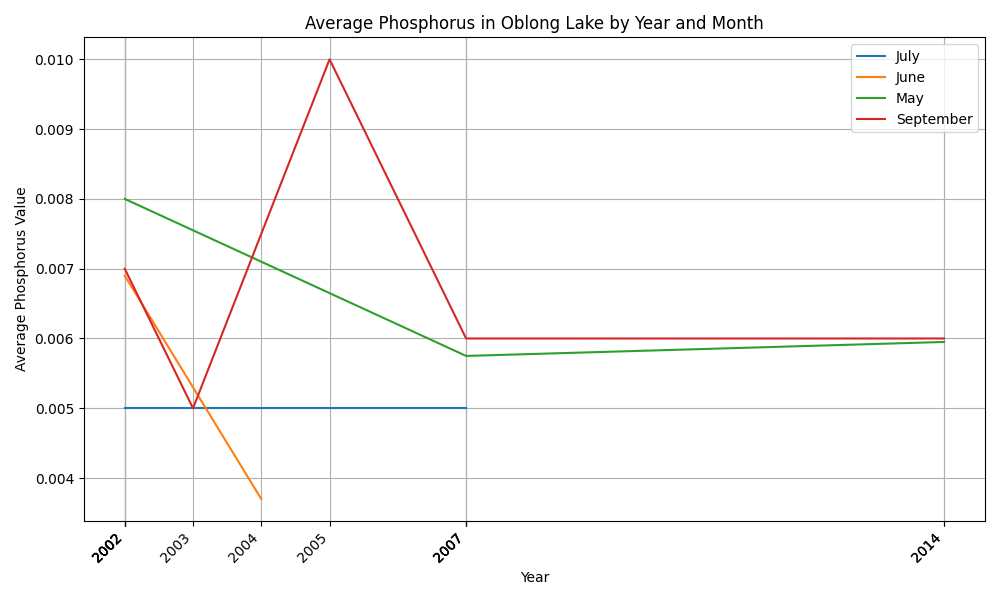 Average Phosphorus in Oblong Lake by Year and Month
Average Phosphorus Value
0.010
0.009
0.008
0.007
0.006
0.005
0.004
July
June
May
September
2002
2003
2004
2005
2007
2014
Year